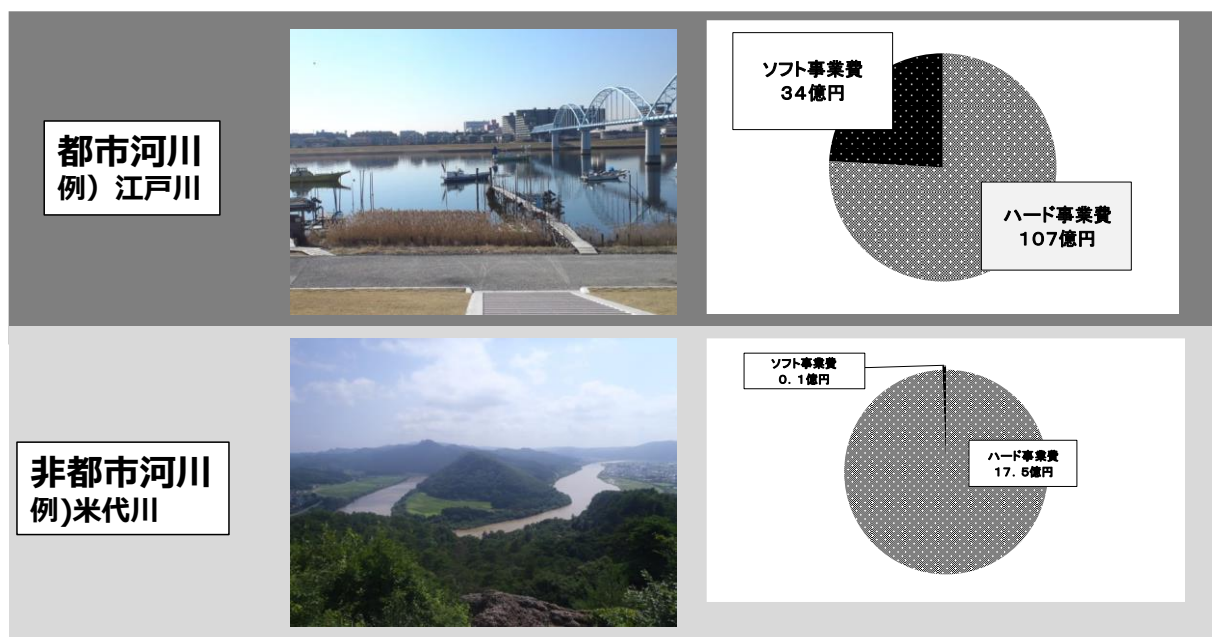 都市河川
例）江戸川
ソフト事業費
34億円
ハード事業費
107億円
非都市河川
例)米代川
ソフト事業費
0．1億円
ハード事業費
17．5億円